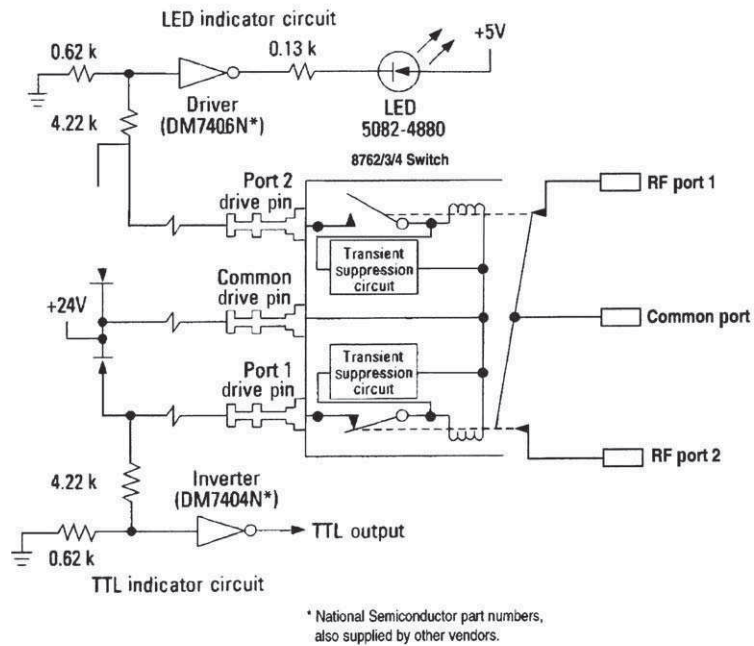 LED indicator circuit
0.62 k
0.13 k
+5V
Driver
(DM7406N*)
LED
5082-4880
4.22 k
8762/3/4 Switch
Port 2
drive pin
RF port 1
Transient
suppression
circuit
+24V
Common
drive pin
Common port
Transient
suppression
circuit
Port 1
drive pin
RF port 2
4.22 k
Inverter
(DM7404N*)
TTL output
0.62 k
TTL indicator circuit
* National Semiconductor part numbers,
also supplied by other vendors.